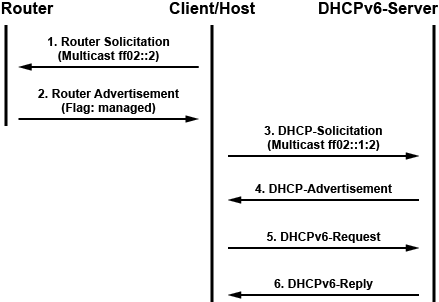 Router Client/Host DHCPv6-Server
1. Router Solicitation
(Multicast ff02::2)
2. Router Advertisement
(Flag: managed)
3. DHCP-Solicitation
(Multicast ff02::1:2)
4. DHCP-Advertisement
5. DHCPv6-Request
6. DHCPv6-Reply